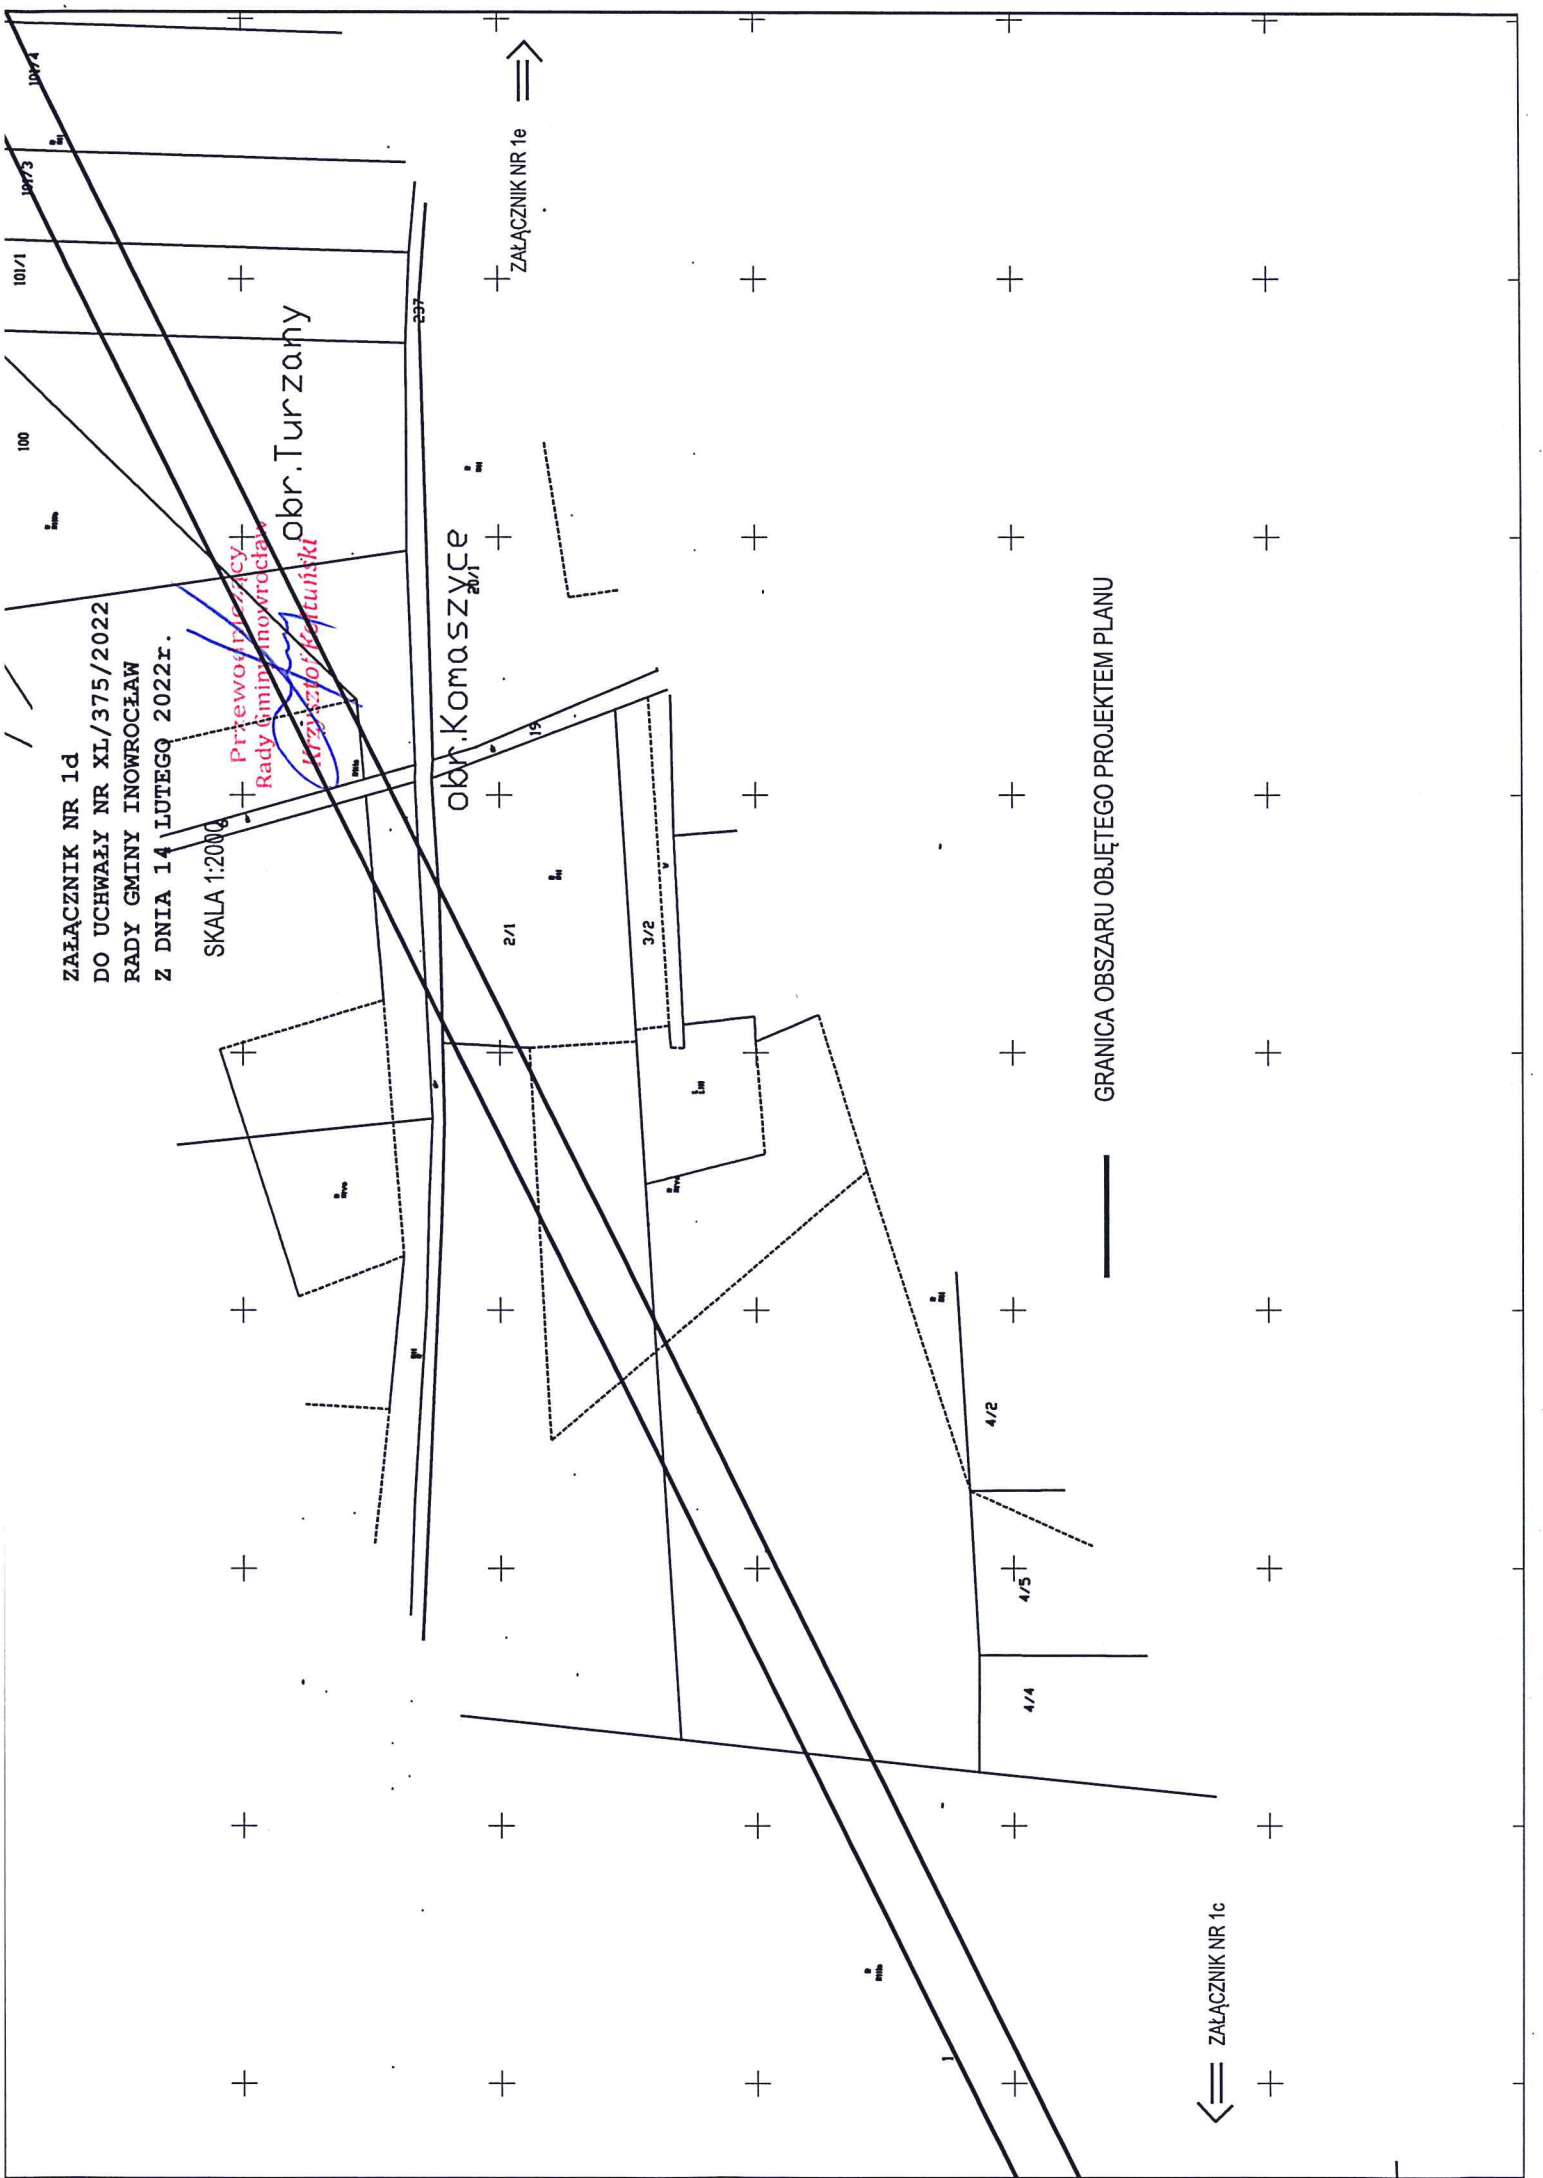 ZAŁĄCZNIK NR 1d
DO UCHWAŁY NR XL/375/2022
RADY GMINY INOWROCŁAW
Z DNIA 14 LUTEGO 2022r.
SKALA 1:2000
Przewodniczący
Rady Gminy Inowrocław
Krzysztof
obr.Turzany
obr.Komaszyce
100
101/1
101/3
101/4
237
20/1
19
2/1
3/2
4/2
4/5
4/4
1
ZAŁĄCZNIK NR 1e
ZAŁĄCZNIK NR 1c
GRANICA OBSZARU OBJĘTEGO PROJEKTEM PLANU